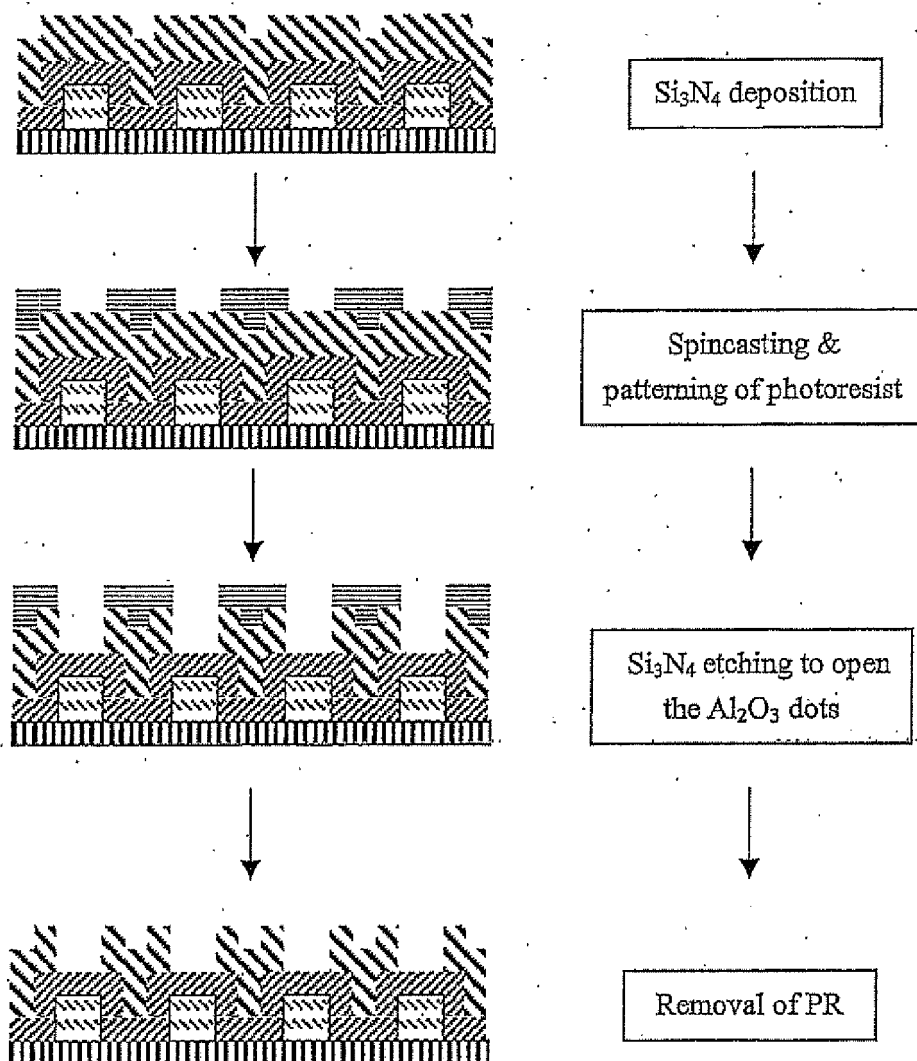 Si₃N₄ deposition
Spincasting &
patterning of photoresist
Si₃N₄ etching to open
the Al₂O₃ dots
Removal of PR